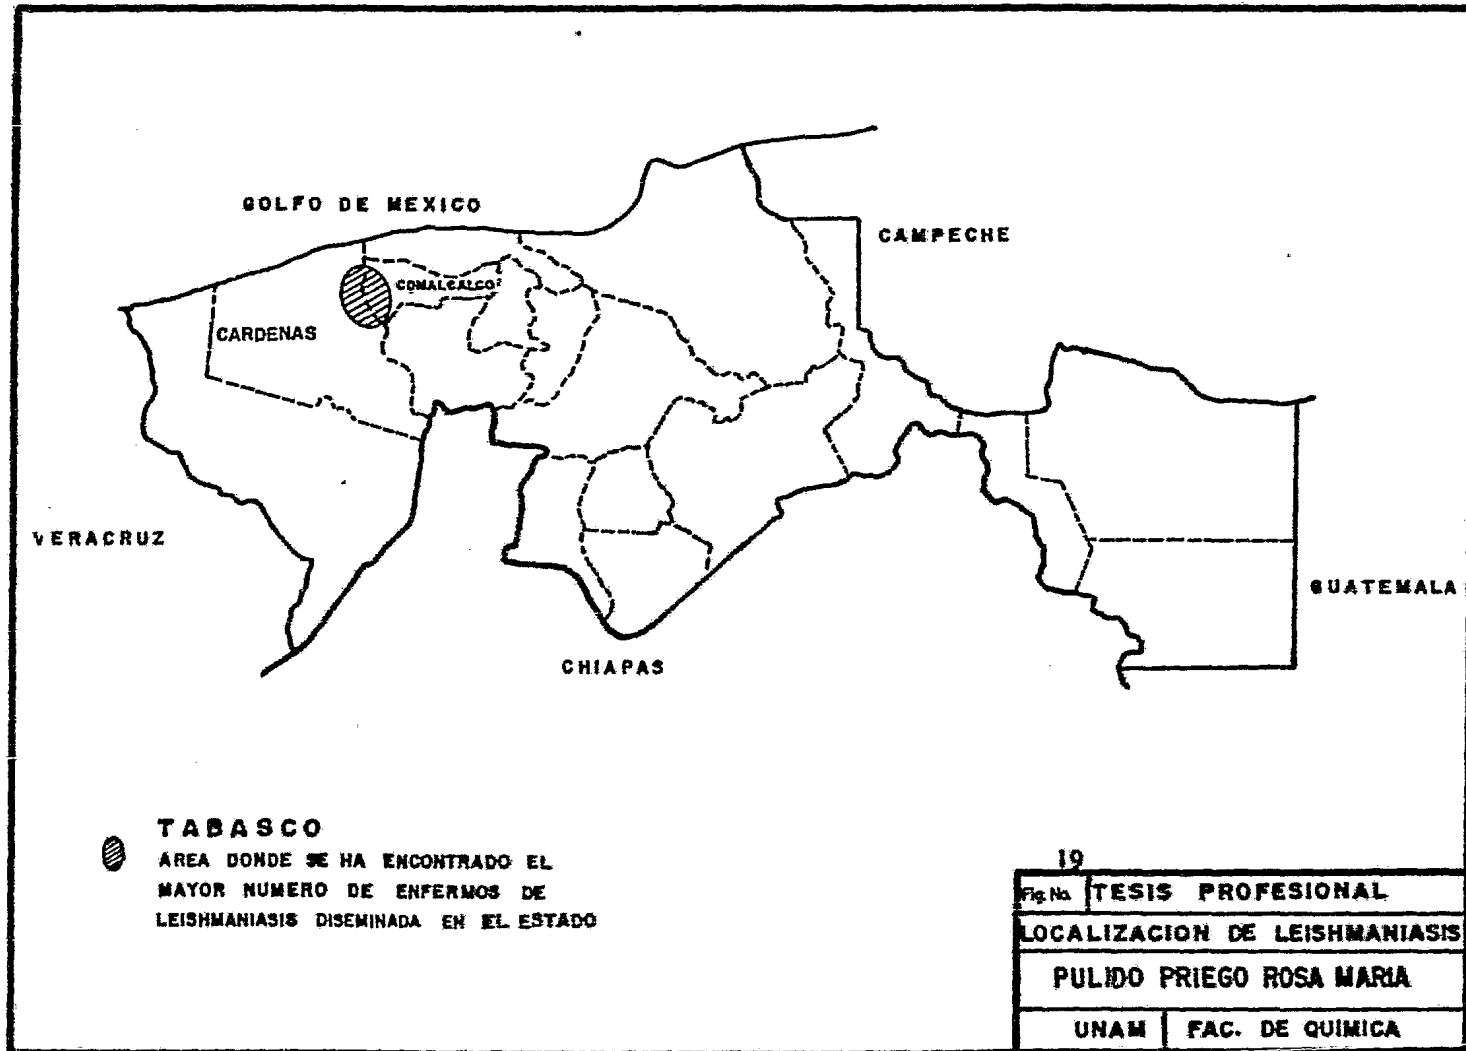 GOLFO DE MEXICO
CAMPECHE
COMALCALCO
CARDENAS
VERACRUZ
GUATEMALA
CHIAPAS
TABASCO
AREA DONDE SE HA ENCONTRADO EL
MAYOR NUMERO DE ENFERMOS DE
LEISHMANIASIS DISEMINADA EN EL ESTADO
19
Fig. No. TESIS PROFESIONAL
LOCALIZACION DE LEISHMANIASIS
PULIDO PRIEGO ROSA MARIA
UNAM FAC. DE QUIMICA